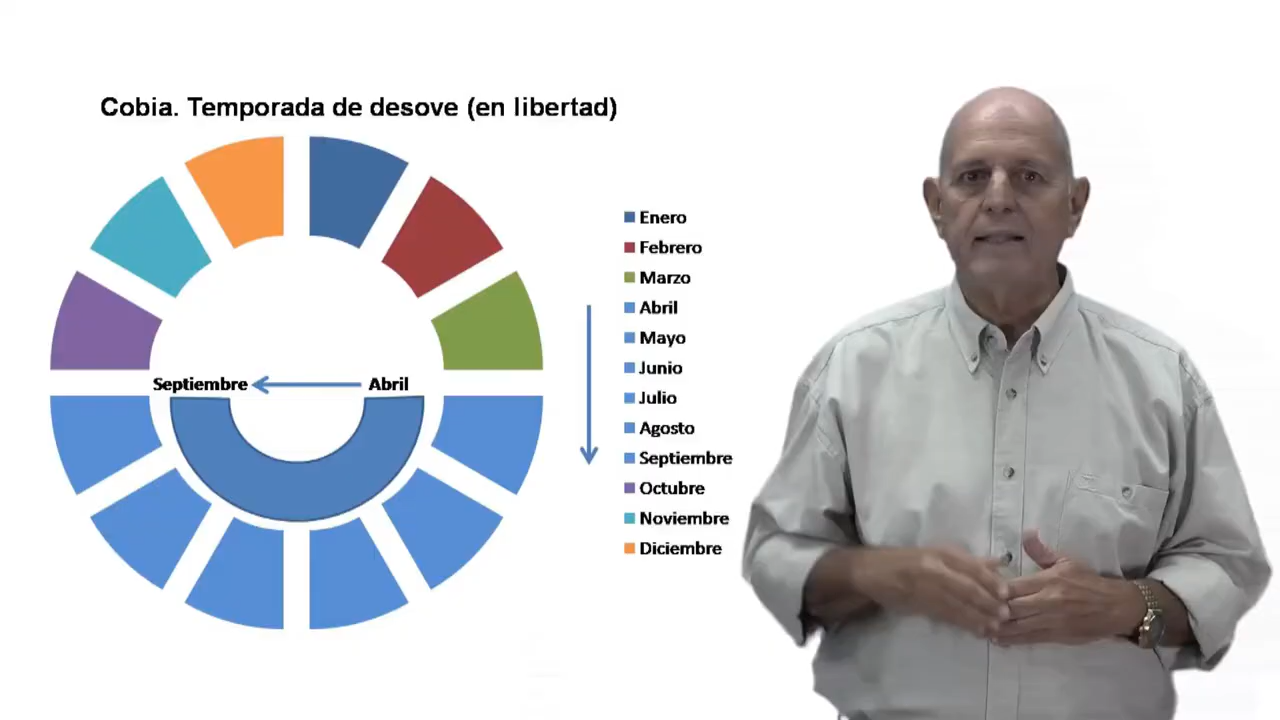 Cobia. Temporada de desove (en libertad)
Septiembre
Abril
Enero
Febrero
Marzo
Abril
Mayo
Junio
Julio
Agosto
Septiembre
Octubre
Noviembre
Diciembre